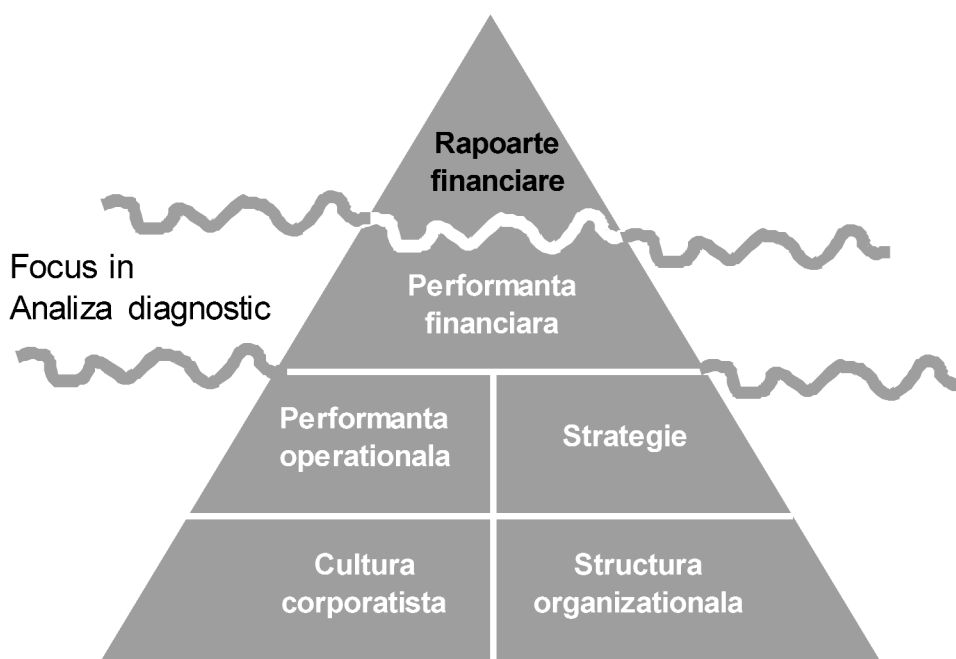 Rapoarte
financiare
Focus in
Analiza diagnostic
Performanta
financiara
Performanta
operationala
Strategie
Cultura
corporatista
Structura
organizationala